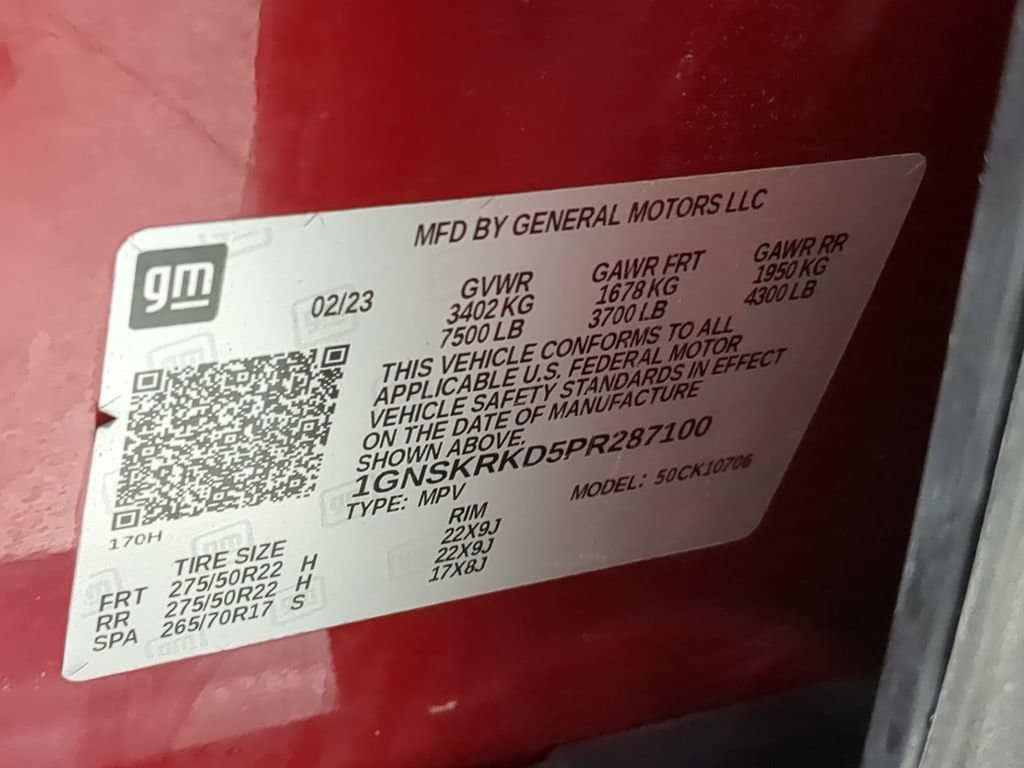 MFD BY GENERAL MOTORS LLC
gm
02/23
GVWR GAWR FRT GAWR RR
3402 KG 1678 KG 1950 KG
7500 LB 3700 LB 4300 LB
THIS VEHICLE CONFORMS TO ALL
APPLICABLE U.S. FEDERAL MOTOR
VEHICLE SAFETY STANDARDS IN EFFECT
ON THE DATE OF MANUFACTURE
SHOWN ABOVE.
1GNSKRKD5PR287100
TYPE: MPV MODEL: 50CK10706
170H
TIRE SIZE RIM
FRT 275/50R22 H 22X9J
RR 275/50R22 H 22X9J
SPA 265/70R17 S 17X8J